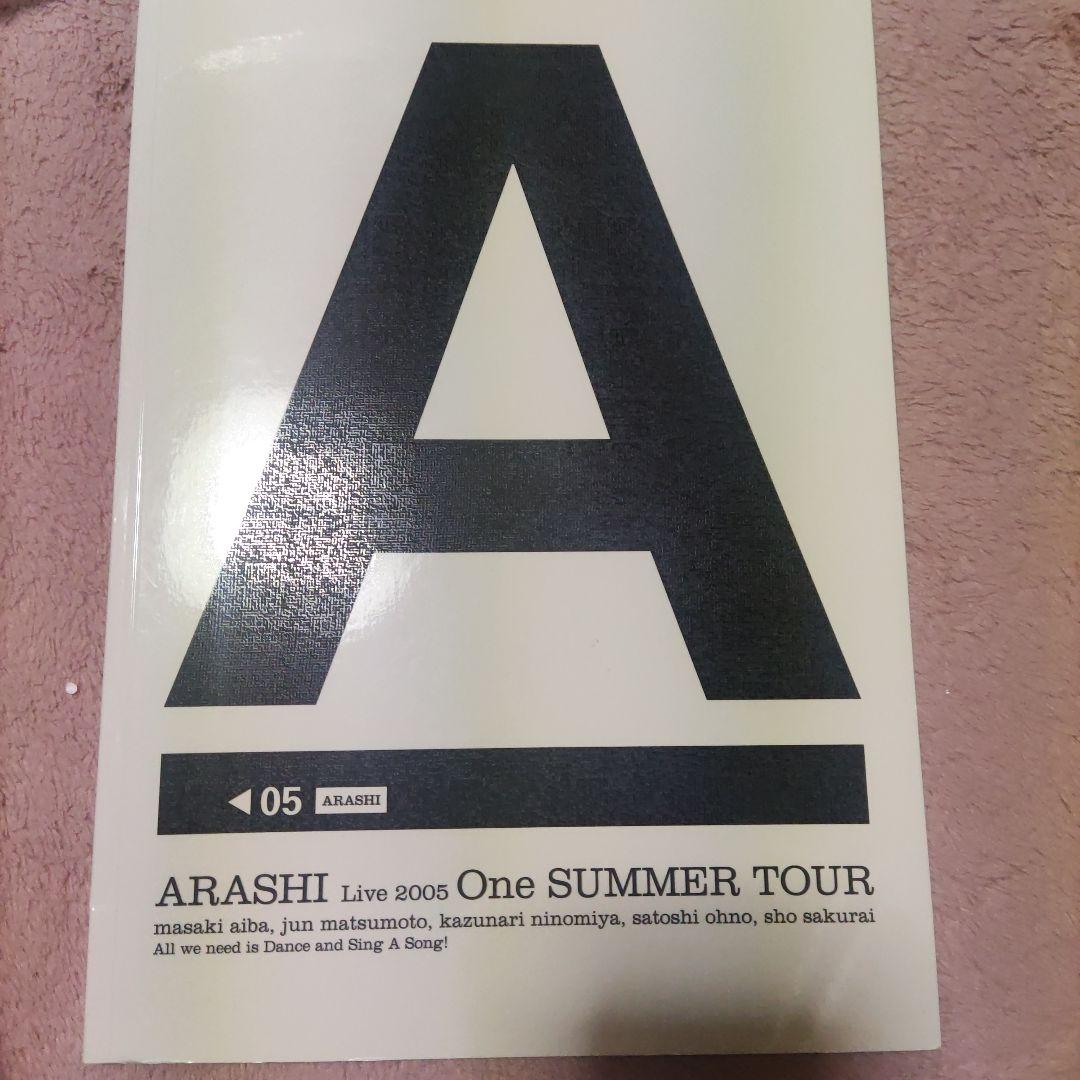 A
◀05 ARASHI
ARASHI Live 2005 One SUMMER TOUR
masaki aiba, jun matsumoto, kazunari ninomiya, satoshi ohno, sho sakurai
All we need is Dance and Sing A Song!